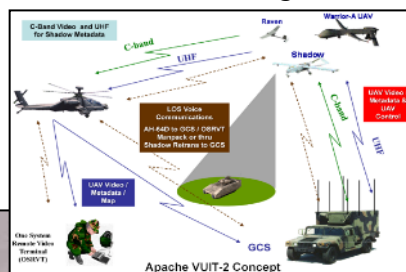 C-Band Video and UHF
for Shadow Metadata
Raven
Warrior-A UAV
C-band
UHF
Shadow
LOS Voice
Communications
AH-64D to GCS / OSRVT
Manpack or thru
Shadow Retrans to GCS
UAV Video /
Metadata
& UAV
Control
C-band
UHF
UAV Video /
Metadata /
Map
One System
Remote Video
Terminal
(OSRVT)
GCS
Apache VUIT-2 Concept